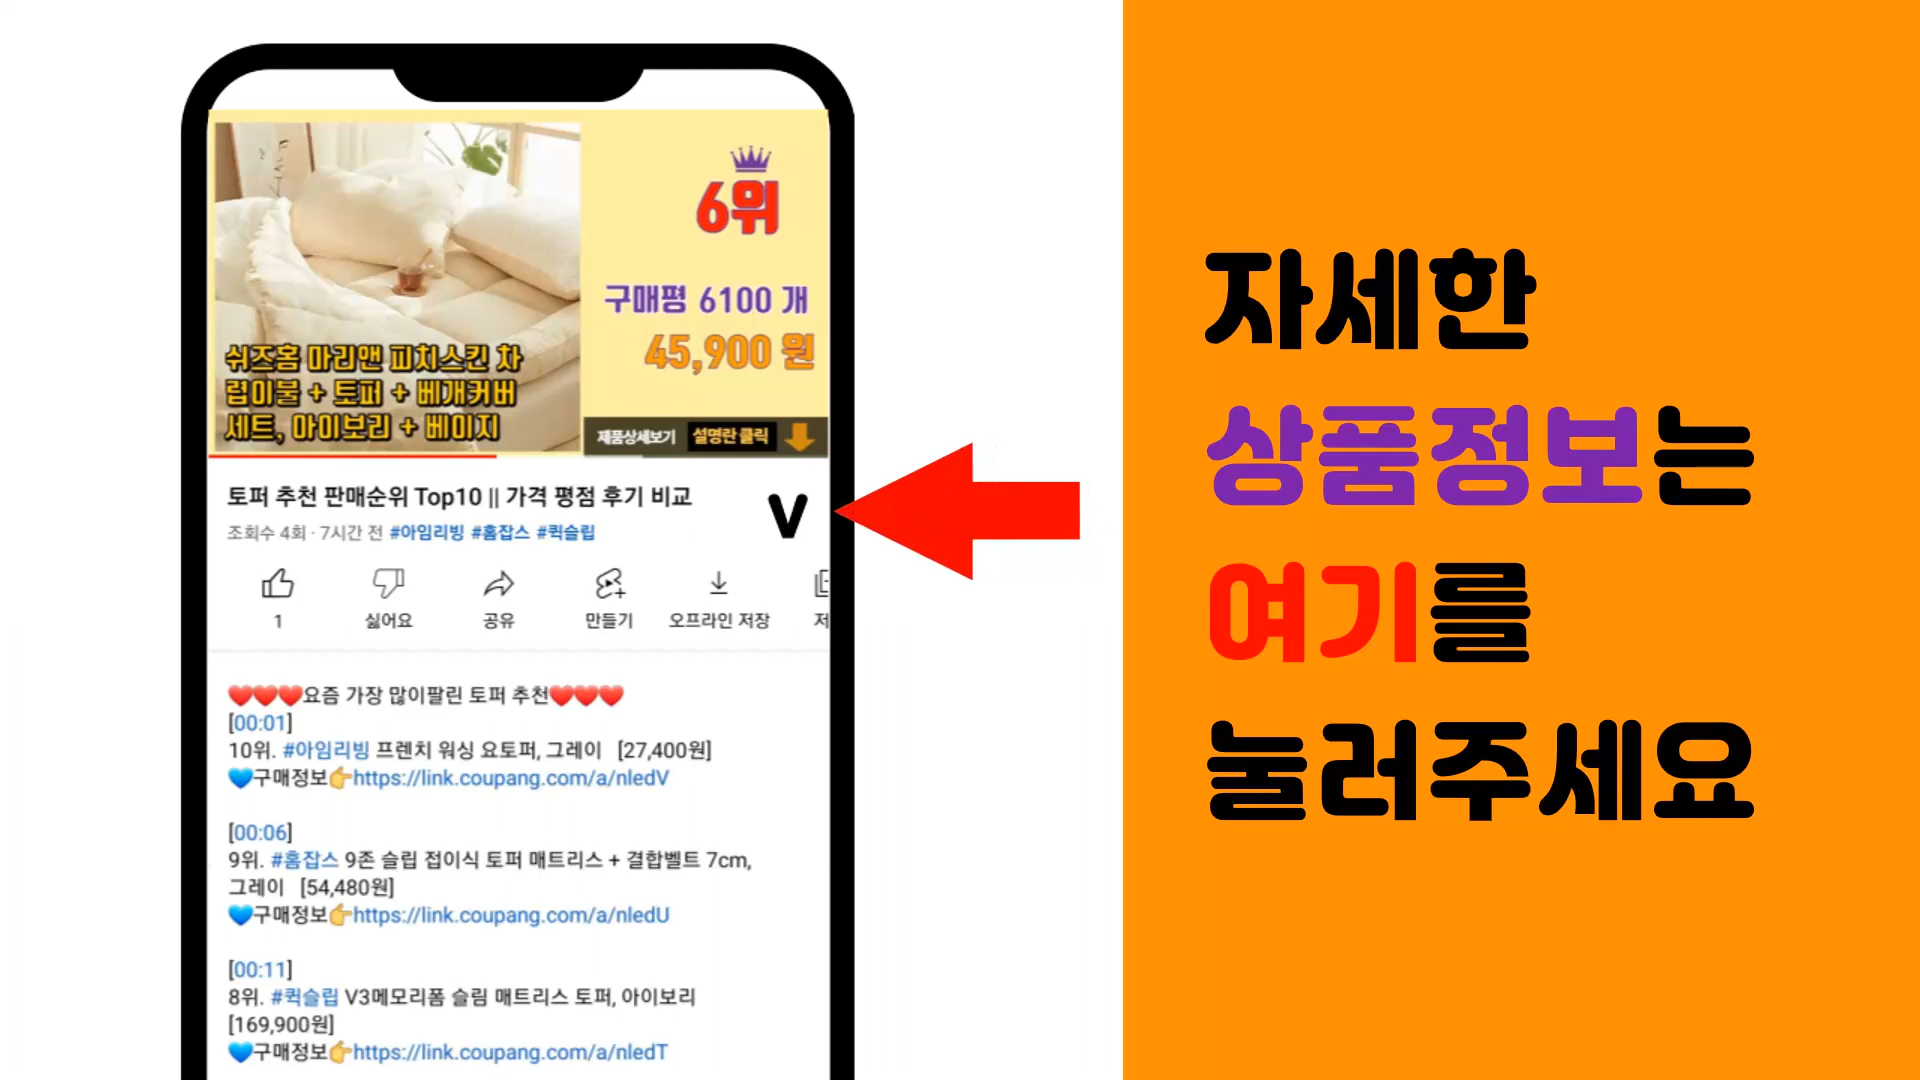 6위
구매평 6100 개
45,900 원
쉬즈홈 마리앤 피치스킨 차
렵이불 + 토퍼 + 베개커버
세트, 아이보리 + 베이지
제품상세보기 설명란 클릭
토퍼 추천 판매순위 Top10 || 가격 평점 후기 비교
V
조회수 4회 · 7시간 전 #아임리빙 #홈잡스 #퀵슬립
1 싫어요 공유 만들기 오프라인 저장 저
❤️❤️❤️요즘 가장 많이팔린 토퍼 추천❤️❤️❤️
[00:01]
10위. #아임리빙 프렌치 워싱 요토퍼, 그레이 [27,400원]
💙구매정보👉https://link.coupang.com/a/nledV
[00:06]
9위. #홈잡스 9존 슬립 접이식 토퍼 매트리스 + 결합벨트 7cm,
그레이 [54,480원]
💙구매정보👉https://link.coupang.com/a/nledU
[00:11]
8위. #퀵슬립 V3메모리폼 슬림 매트리스 토퍼, 아이보리
[169,900원]
💙구매정보👉https://link.coupang.com/a/nledT
자세한
상품정보는
여기를
눌러주세요